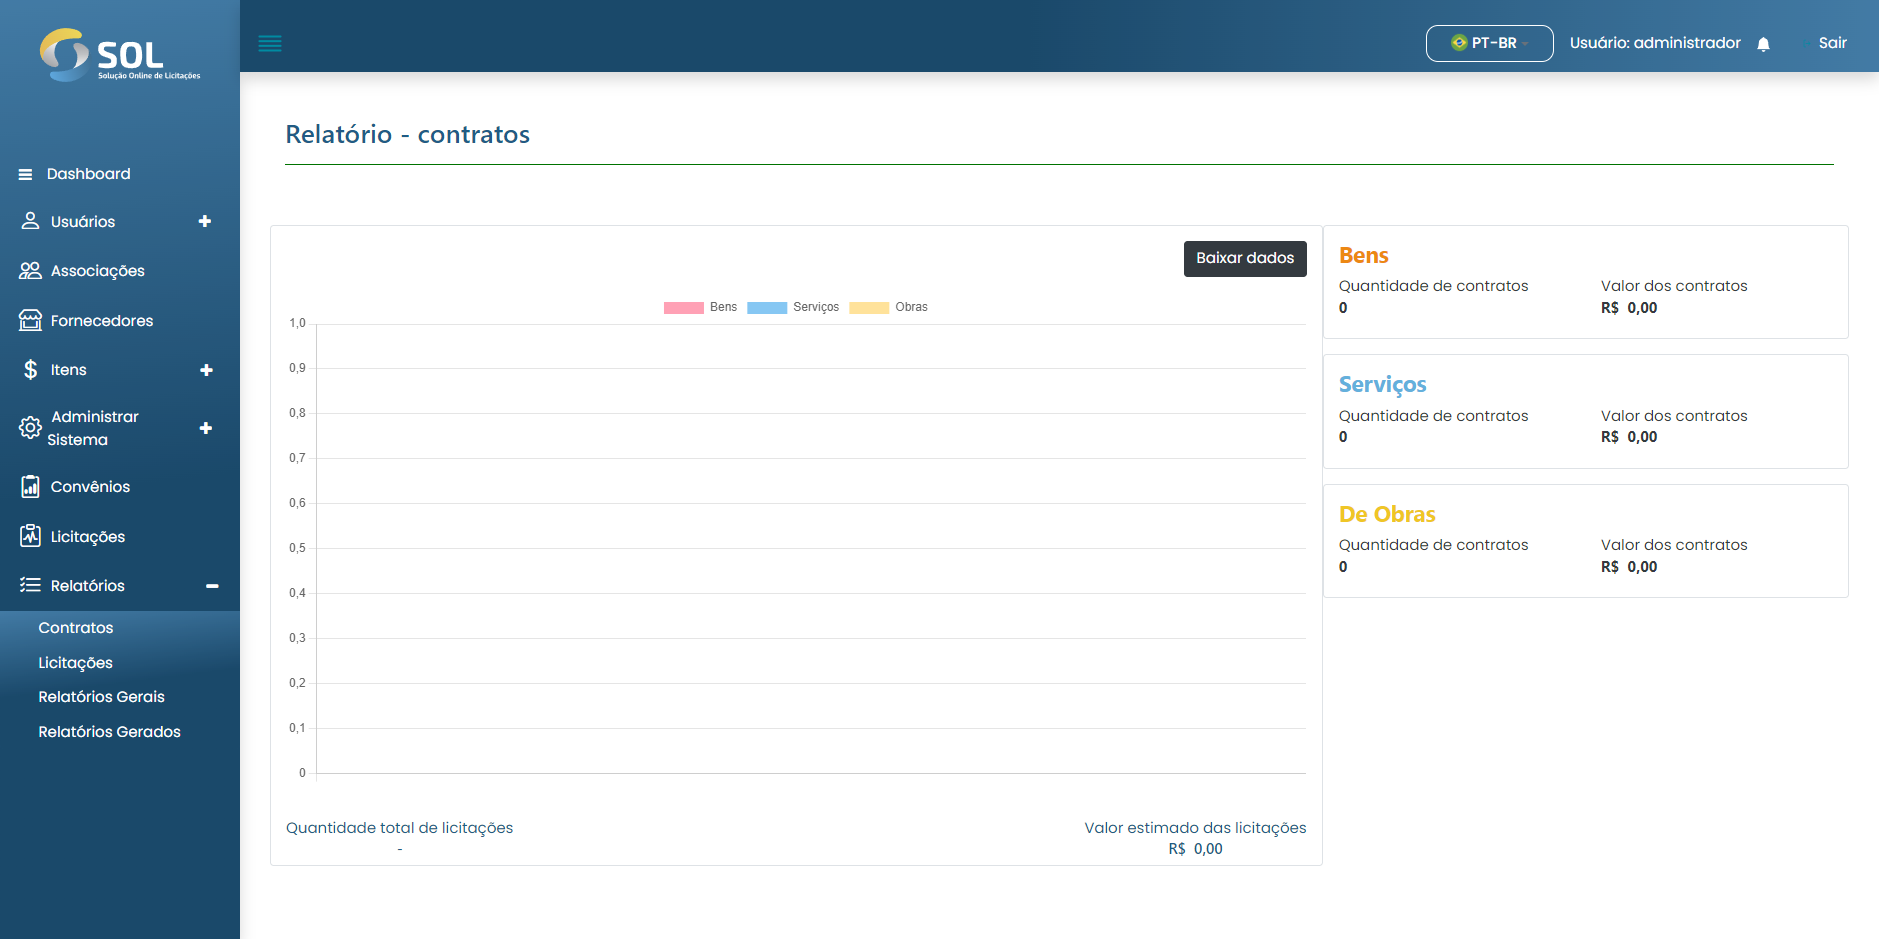 SOL
Solução Online de Licitações
PT-BR
Usuário: administrador
Sair
Dashboard
Usuários
Associações
Fornecedores
Itens
Administrar
Sistema
Convênios
Licitações
Relatórios
Contratos
Licitações
Relatórios Gerais
Relatórios Gerados
Relatório - contratos
Baixar dados
Bens Serviços Obras
1,0
0,9
0,8
0,7
0,6
0,5
0,4
0,3
0,2
0,1
0
Quantidade total de licitações
-
Valor estimado das licitações
R$ 0,00
Bens
Quantidade de contratos Valor dos contratos
0 R$ 0,00
Serviços
Quantidade de contratos Valor dos contratos
0 R$ 0,00
De Obras
Quantidade de contratos Valor dos contratos
0 R$ 0,00